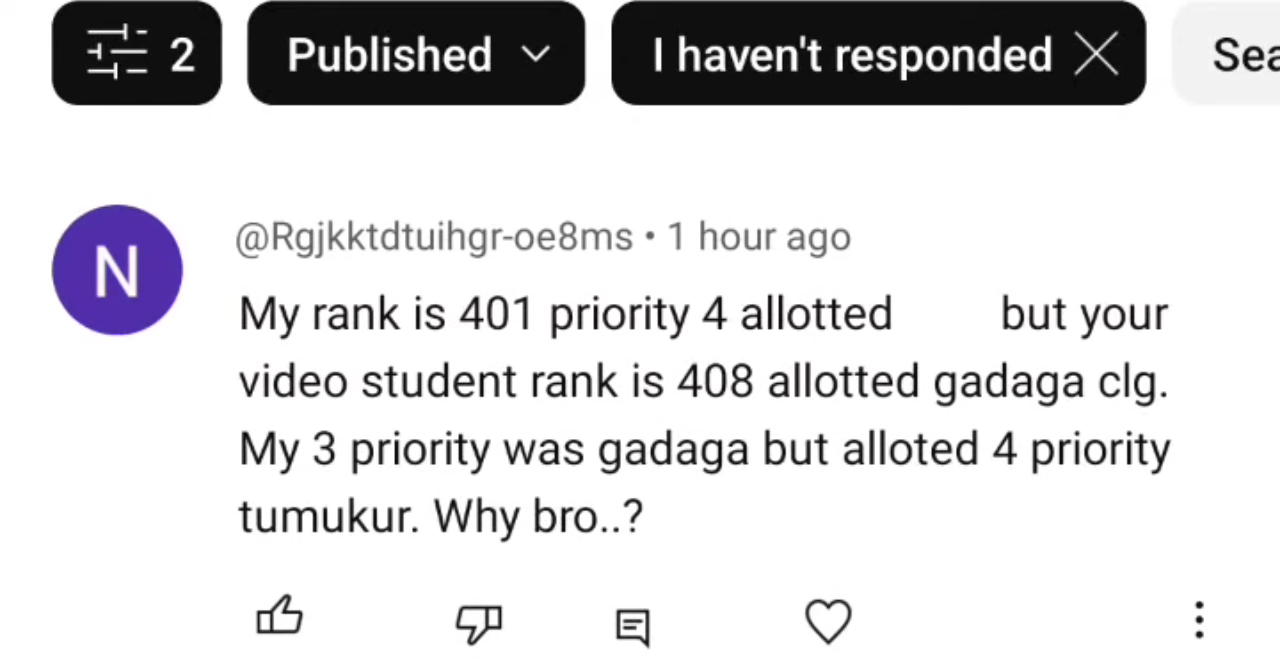 2 Published I haven't responded
N
@Rgjkktdtuihgr-oe8ms • 1 hour ago
My rank is 401 priority 4 allotted but your
video student rank is 408 allotted gadaga clg.
My 3 priority was gadaga but alloted 4 priority
tumukur. Why bro..?